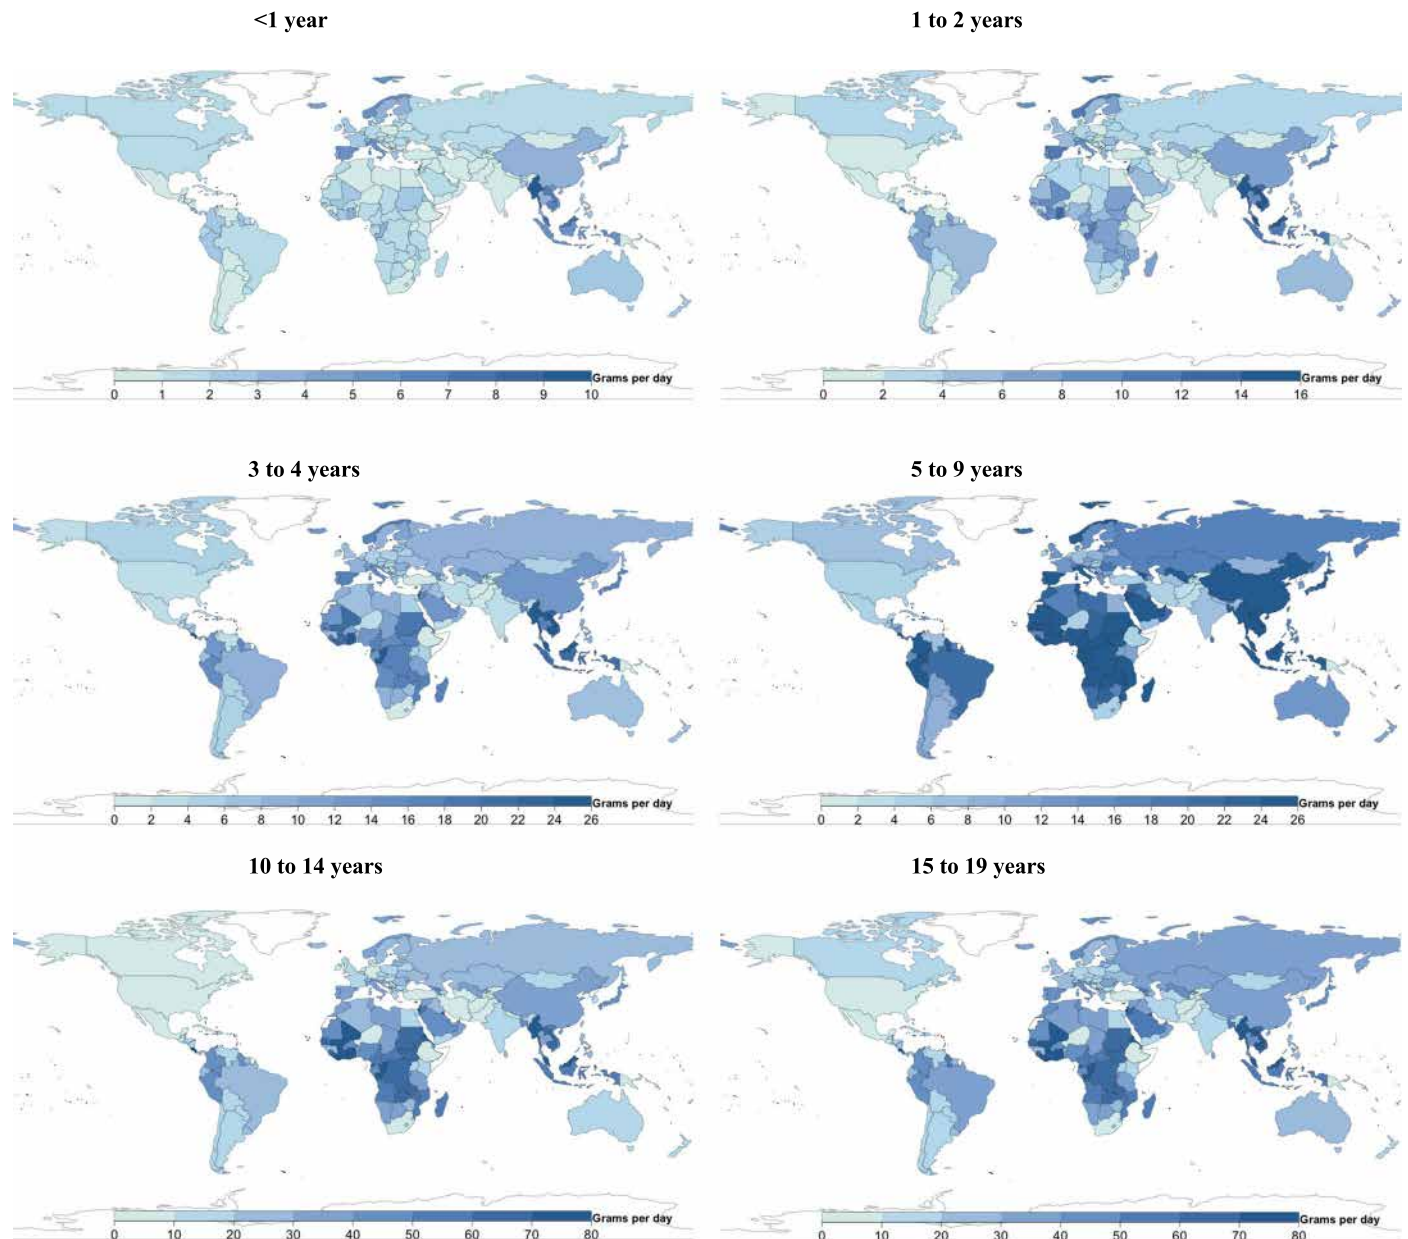 <1 year
1 to 2 years
Grams per day
0 1 2 3 4 5 6 7 8 9 10
Grams per day
0 2 4 6 8 10 12 14 16
3 to 4 years
5 to 9 years
Grams per day
0 2 4 6 8 10 12 14 16 18 20 22 24 26
Grams per day
0 2 4 6 8 10 12 14 16 18 20 22 24 26
10 to 14 years
15 to 19 years
Grams per day
0 10 20 30 40 50 60 70 80
Grams per day
0 10 20 30 40 50 60 70 80